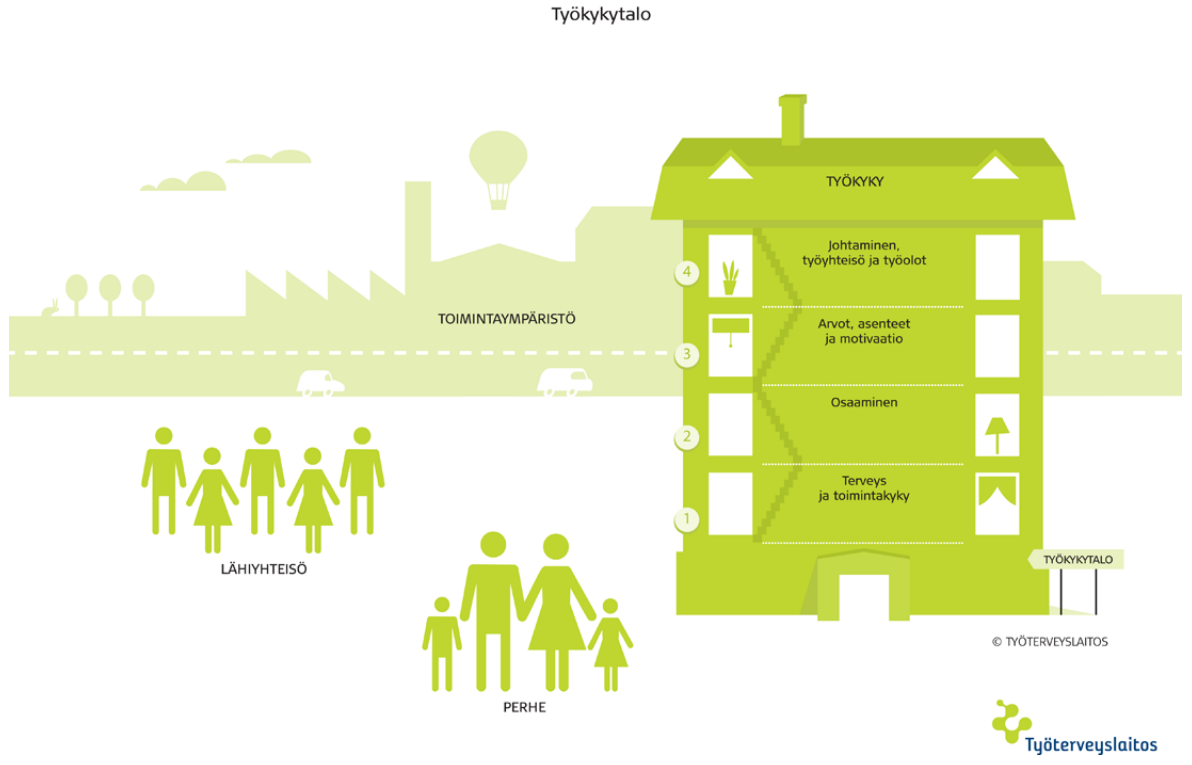 Työkykytalo
TYÖKYKY
4
Johtaminen,
työyhteisö ja työolot
TOIMINTAYMPÄRISTÖ
3
Arvot, asenteet
ja motivaatio
2
Osaaminen
1
Terveys
ja toimintakyky
LÄHIYHTEISÖ
TYÖKYKYTALO
© TYÖTERVEYSLAITOS
PERHE
Työterveyslaitos